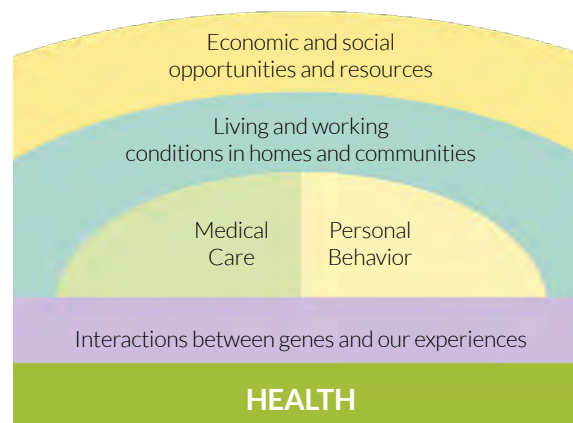 Economic and social
opportunities and resources
Living and working
conditions in homes and communities
Medical
Care
Personal
Behavior
Interactions between genes and our experiences
HEALTH